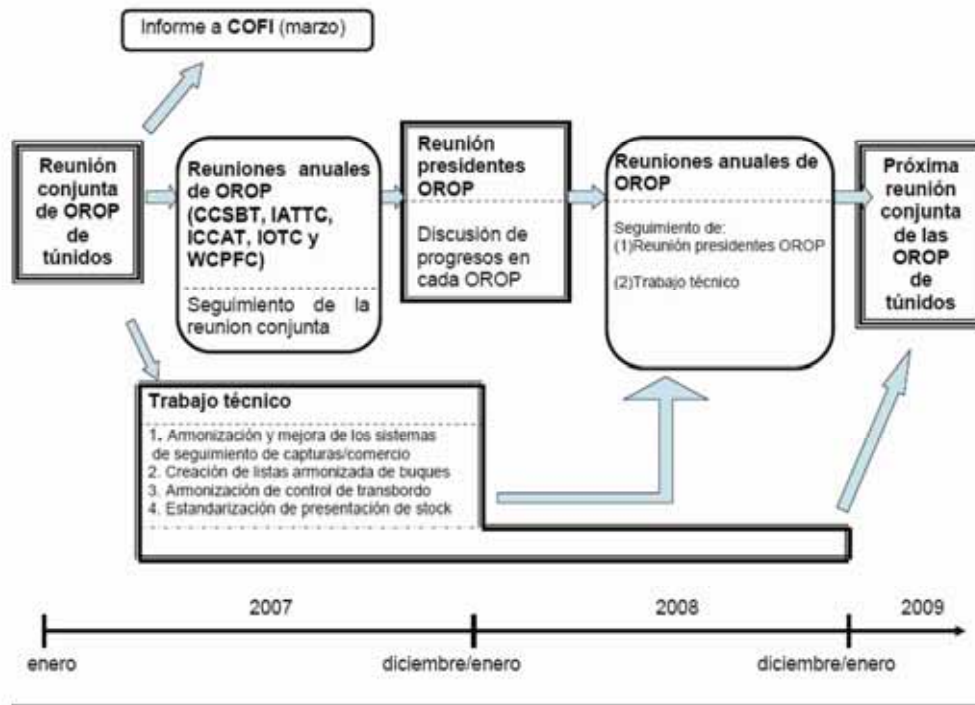 Informe a COFI (marzo)
Reunión
conjunta
de OROP
de
túnidos
Reuniones anuales
de OROP
(CCSBT, IATTC,
ICCAT, IOTC y
WCPFC)
Seguimiento de la
reunion conjunta
Reunión
presidentes
OROP
Discusión de
progresos en
cada OROP
Reuniones anuales de
OROP
Seguimiento de:
(1)Reunión presidentes OROP
(2)Trabajo técnico
Próxima
reunión
conjunta
de las
OROP
de
túnidos
Trabajo técnico
1. Armonización y mejora de los sistemas
de seguimiento de capturas/comercio
2. Creación de listas armonizada de buques
3. Armonización de control de transbordo
4. Estandarización de presentación de stock
2007
2008
2009
enero
diciembre/enero
diciembre/enero